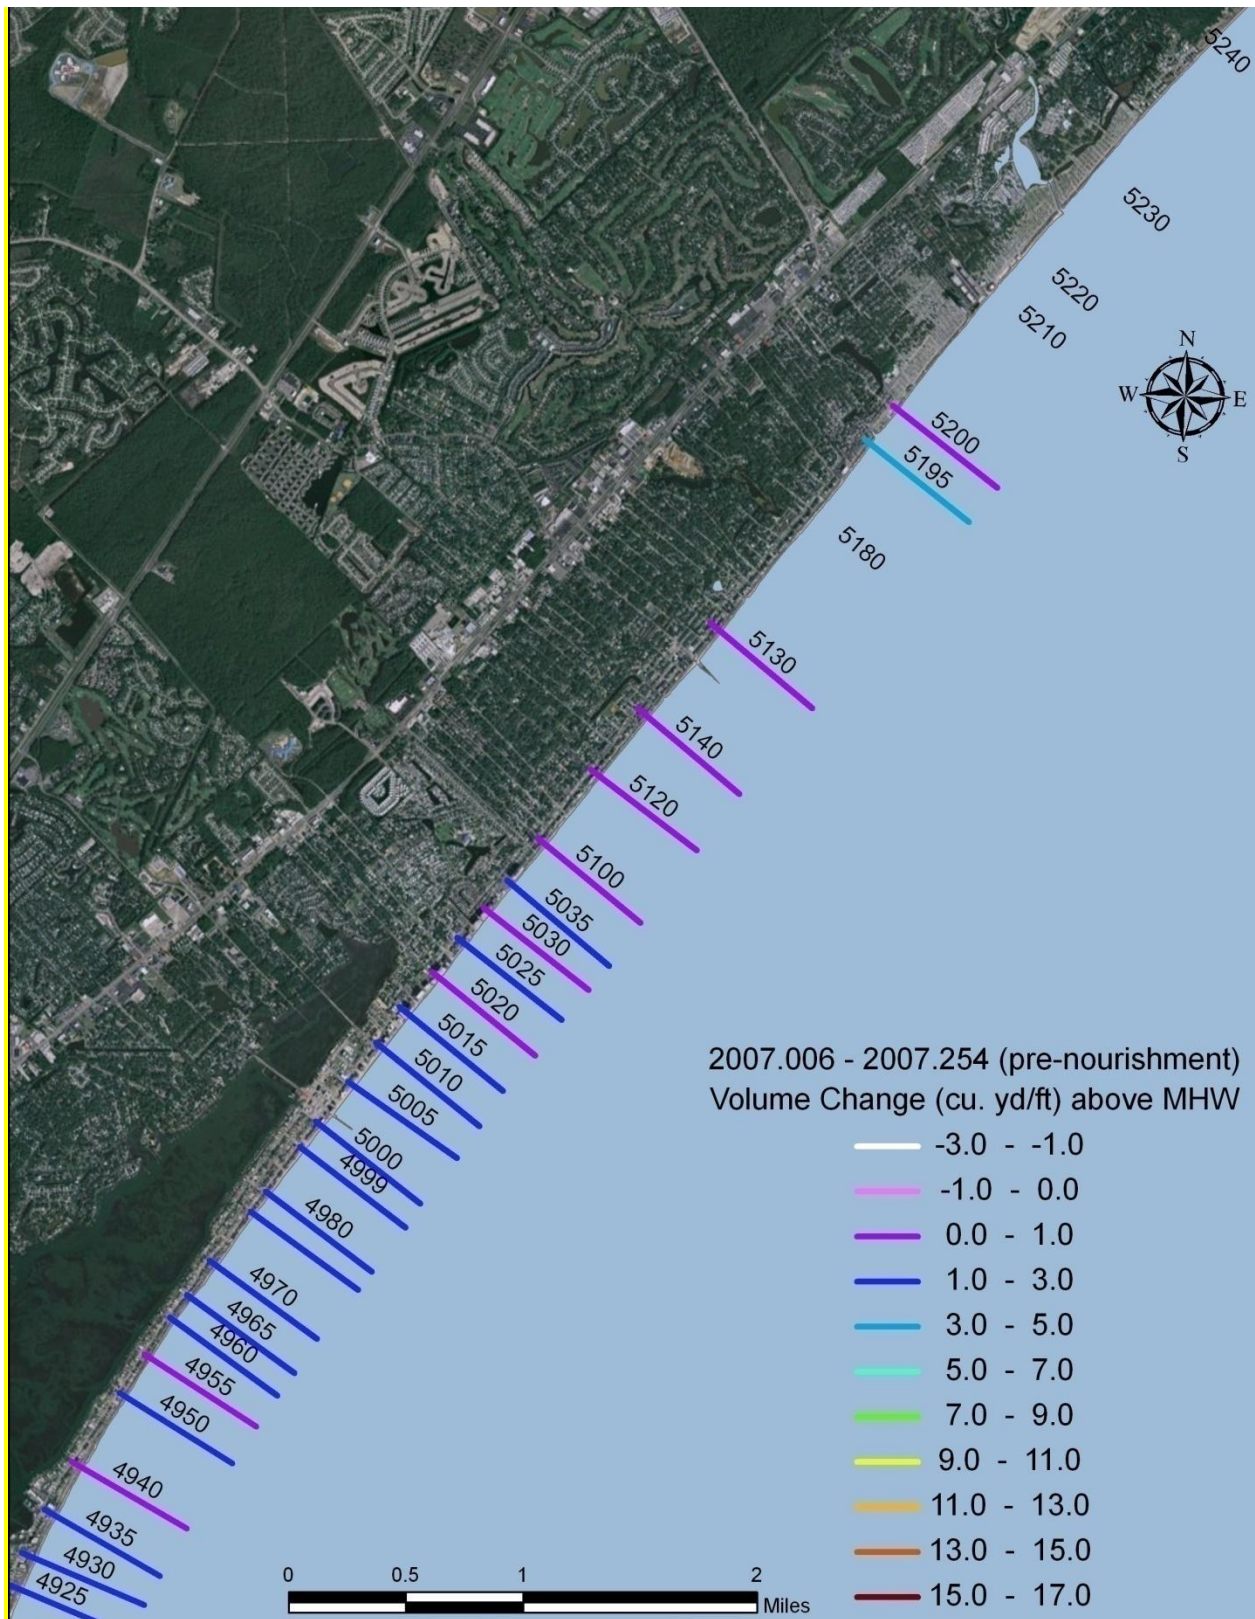 5240
5230
5220
5210
N
W E
S
5200
5195
5180
5130
5140
5120
5100
5035
5030
5025
5020
5015
5010
5005
5000
4999
4980
4970
4965
4960
4955
4950
4940
4935
4930
4925
2007.006 - 2007.254 (pre-nourishment)
Volume Change (cu. yd/ft) above MHW
-3.0 - -1.0
-1.0 - 0.0
0.0 - 1.0
1.0 - 3.0
3.0 - 5.0
5.0 - 7.0
7.0 - 9.0
9.0 - 11.0
11.0 - 13.0
13.0 - 15.0
15.0 - 17.0
0 0.5 1 2
Miles